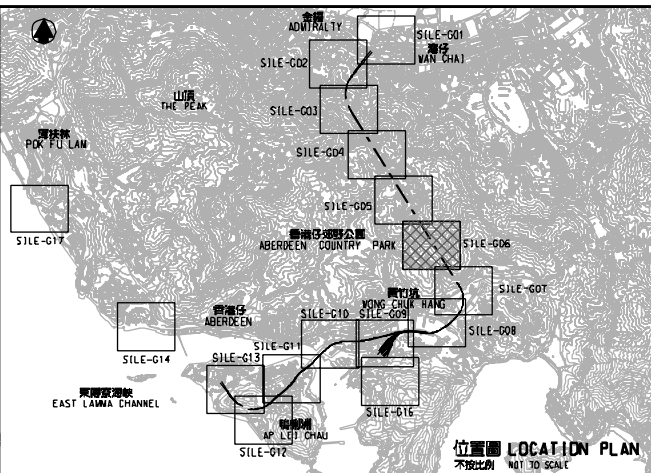 金鐘
ADMIRALTY
SILE-G01
灣仔
WAN CHAI
SILE-G02
山頂
THE PEAK
SILE-G03
薄扶林
POK FU LAM
SILE-G04
SILE-G05
SILE-G17
香港仔郊野公園
ABERDEEN COUNTRY PARK
SILE-G06
黃竹坑
WONG CHUK HANG
SILE-G07
香港仔
ABERDEEN
SILE-G10
SILE-G09
SILE-G08
SILE-G14
SILE-G13
SILE-G11
東博寮海峽
EAST LAMMA CHANNEL
SILE-G16
鴨脷洲
AP LEI CHAU
SILE-G12
位置圖 LOCATION PLAN
不按比例 NOT TO SCALE